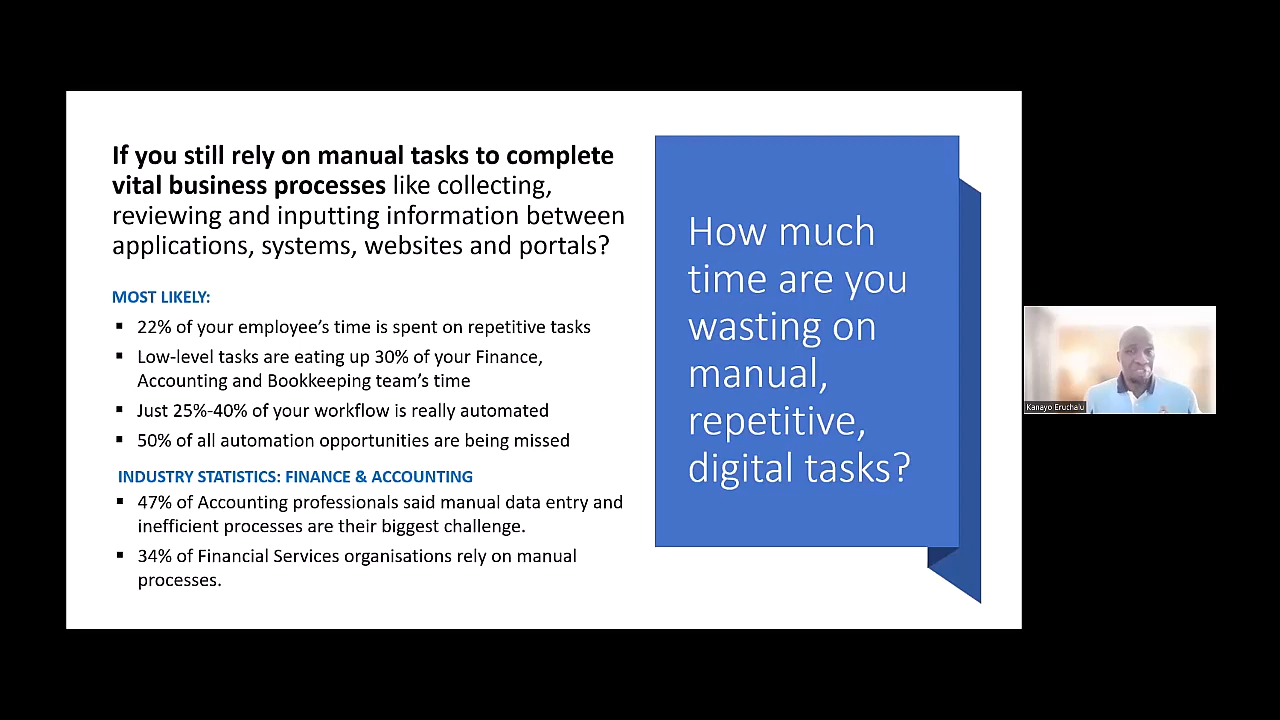 If you still rely on manual tasks to complete
vital business processes like collecting,
reviewing and inputting information between
applications, systems, websites and portals?
MOST LIKELY:
▪ 22% of your employee’s time is spent on repetitive tasks
▪ Low-level tasks are eating up 30% of your Finance,
Accounting and Bookkeeping team’s time
▪ Just 25%-40% of your workflow is really automated
▪ 50% of all automation opportunities are being missed
INDUSTRY STATISTICS: FINANCE & ACCOUNTING
▪ 47% of Accounting professionals said manual data entry and
inefficient processes are their biggest challenge.
▪ 34% of Financial Services organisations rely on manual
processes.
How much
time are you
wasting on
manual,
repetitive,
digital tasks?
Kanayo Eruchalu